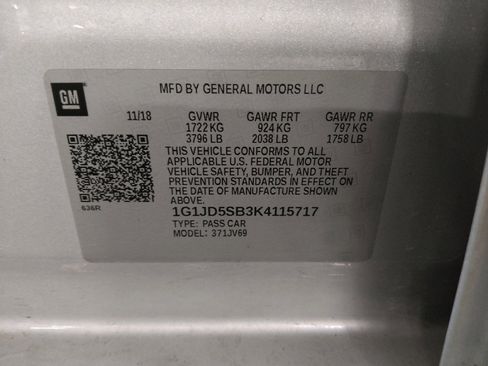 GM
MFD BY GENERAL MOTORS LLC
11/18 GVWR GAWR FRT GAWR RR
1722 KG 924 KG 797 KG
3796 LB 2038 LB 1758 LB
THIS VEHICLE CONFORMS TO ALL
APPLICABLE U.S. FEDERAL MOTOR
VEHICLE SAFETY, BUMPER, AND THEFT
PREVENTION STANDARDS IN EFFECT ON
THE DATE OF MANUFACTURE SHOWN
ABOVE.
636R
1G1JD5SB3K4115717
TYPE: PASS CAR
MODEL: 371JV69